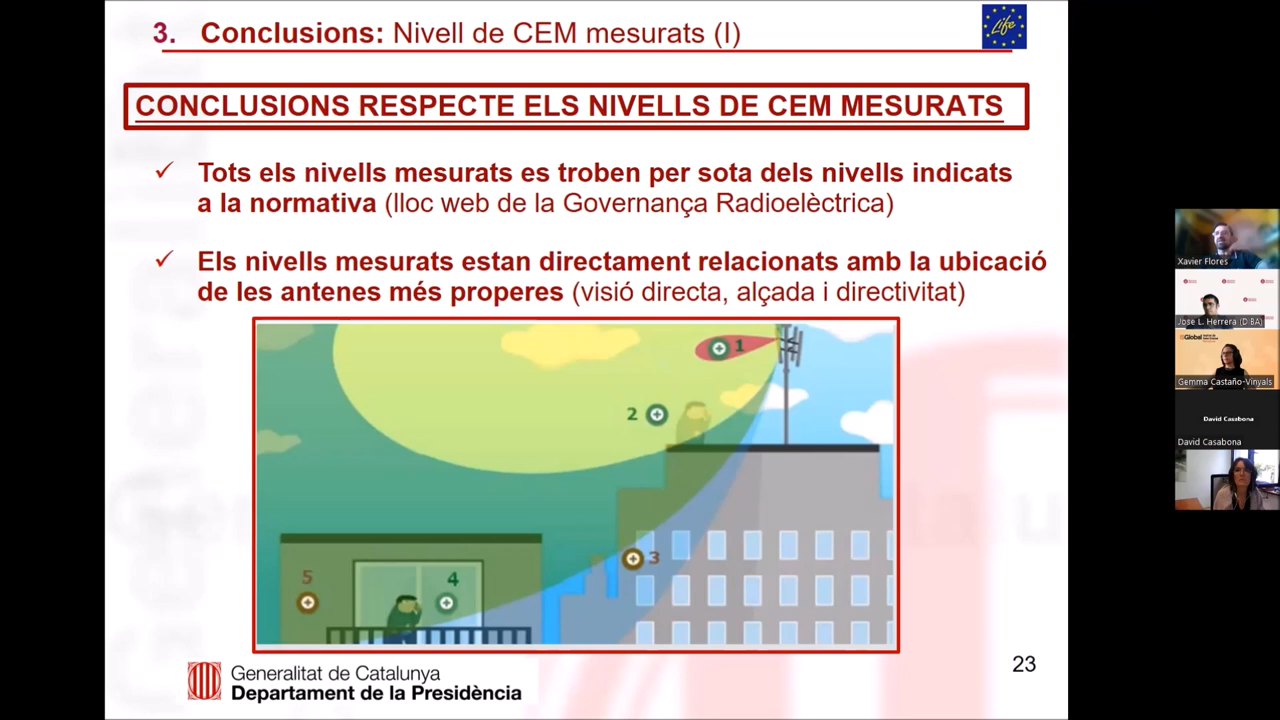 3. Conclusions: Nivell de CEM mesurats (I)
Life
CONCLUSIONS RESPECTE ELS NIVELLS DE CEM MESURATS
✓ Tots els nivells mesurats es troben per sota dels nivells indicats
a la normativa (lloc web de la Governança Radioelèctrica)
✓ Els nivells mesurats estan directament relacionats amb la ubicació
de les antenes més properes (visió directa, alçada i directivitat)
1
2
3
4
5
Generalitat de Catalunya
Departament de la Presidència
23
Xavier Flores
Jose L. Herrera (DIBA)
ISGlobal
Gemma Castaño-Vinyals
David Casabona
David Casabona